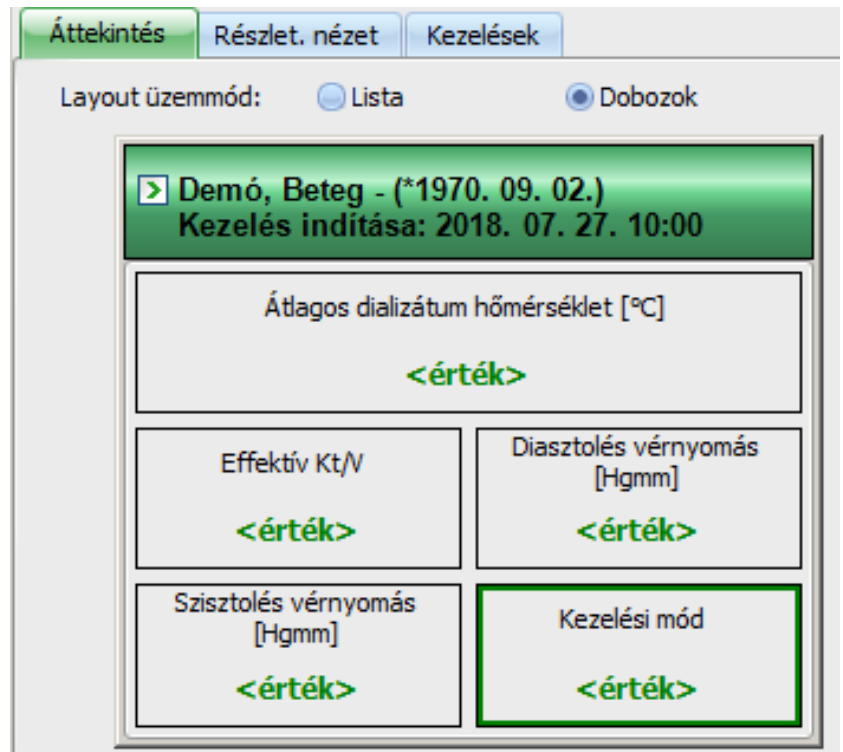 Áttekintés Részlet. nézet Kezelések
Layout üzemmód: Lista Dobozok
Demó, Beteg - (*1970. 09. 02.)
Kezelés indítása: 2018. 07. 27. 10:00
Átlagos dializátum hőmérséklet [°C]
<érték>
Effektív Kt/V
<érték>
Diasztolés vérnyomás
[Hgmm]
<érték>
Szisztolés vérnyomás
[Hgmm]
<érték>
Kezelési mód
<érték>